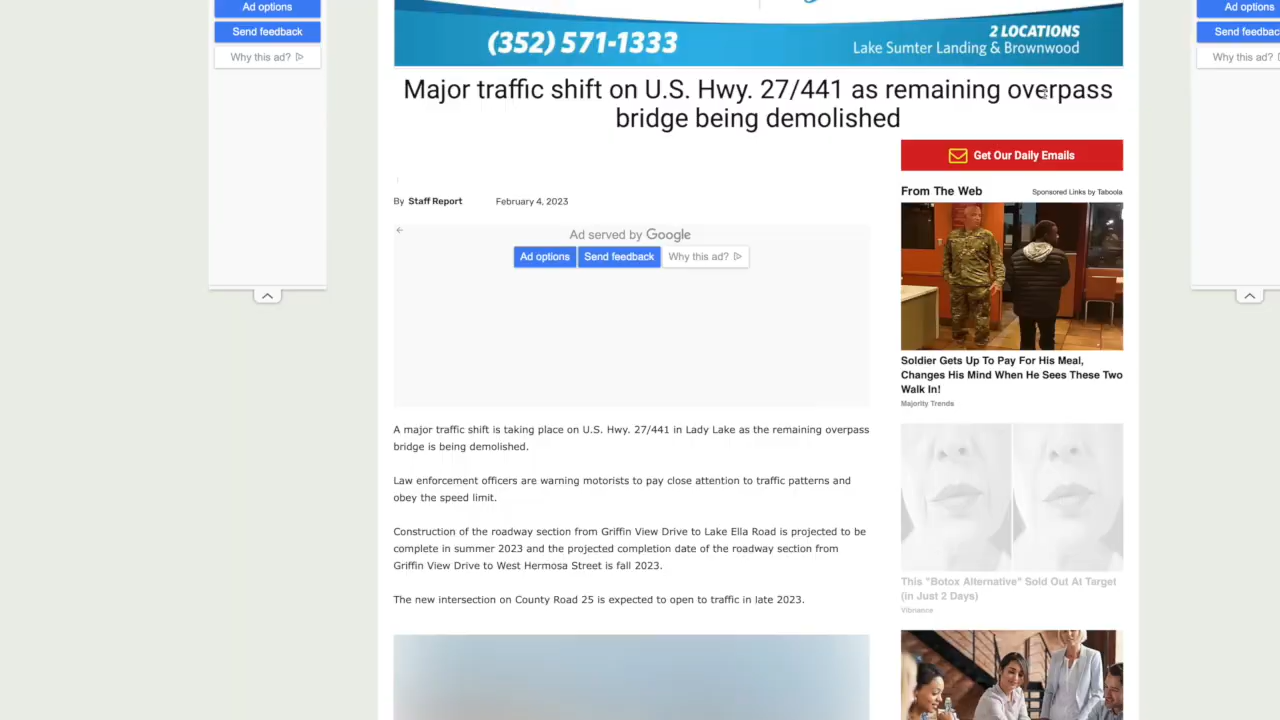 Ad options
Send feedback
Why this ad?
(352) 571-1333
2 LOCATIONS
Lake Sumter Landing & Brownwood
Ad options
Send feedbac
Why this ad?
Major traffic shift on U.S. Hwy. 27/441 as remaining overpass
bridge being demolished
Get Our Daily Emails
By Staff Report February 4, 2023
From The Web
Sponsored Links by Taboola
Ad served by Google
Ad options
Send feedback
Why this ad?
Soldier Gets Up To Pay For His Meal,
Changes His Mind When He Sees These Two
Walk In!
Majority Trends
A major traffic shift is taking place on U.S. Hwy. 27/441 in Lady Lake as the remaining overpass
bridge is being demolished.
Law enforcement officers are warning motorists to pay close attention to traffic patterns and
obey the speed limit.
Construction of the roadway section from Griffin View Drive to Lake Ella Road is projected to be
complete in summer 2023 and the projected completion date of the roadway section from
Griffin View Drive to West Hermosa Street is fall 2023.
The new intersection on County Road 25 is expected to open to traffic in late 2023.
This "Botox Alternative" Sold Out At Target
(in Just 2 Days)
Vibriance